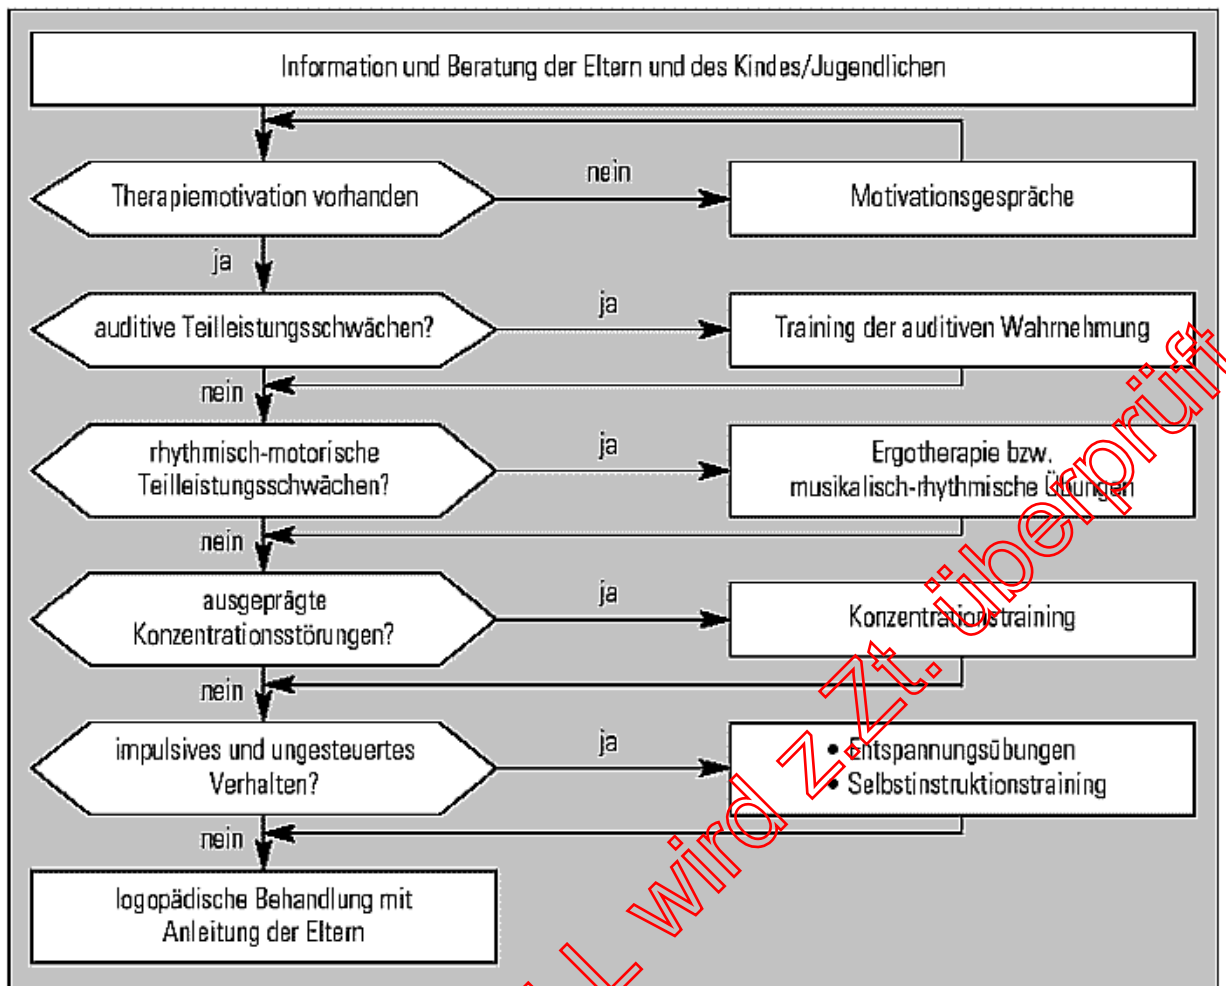 Information und Beratung der Eltern und des Kindes/Jugendlichen
Therapiemotivation vorhanden
nein
Motivationsgespräche
ja
auditive Teilleistungsschwächen?
ja
Training der auditiven Wahrnehmung
nein
rhythmisch-motorische
Teilleistungsschwächen?
ja
Ergotherapie bzw.
musikalisch-rhythmische Übungen
nein
ausgeprägte
Konzentrationsstörungen?
ja
Konzentrationstraining
nein
impulsives und ungesteuertes
Verhalten?
ja
• Entspannungsübungen
• Selbstinstruktionstraining
nein
logopädische Behandlung mit
Anleitung der Eltern
wird z.Zt. überprüft